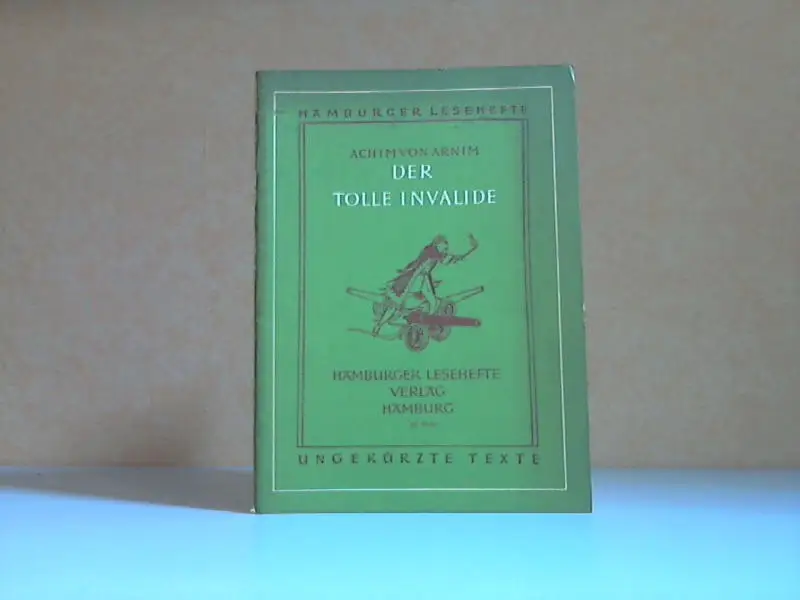 HAMBURGER LESEHEFTE
ACHIM VON ARNIM
DER
TOLLE INVALIDE
HAMBURGER LESEHEFTE
VERLAG
HAMBURG
UNGEKÜRZTE TEXTE